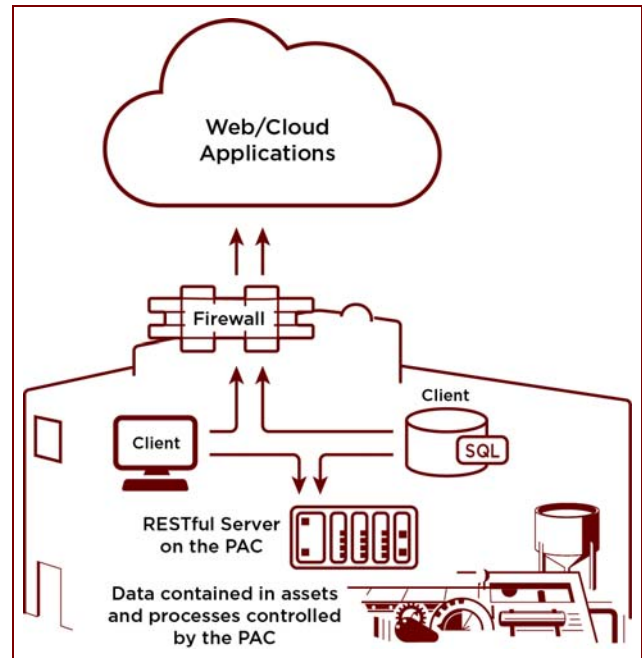 Web/Cloud
Applications
Firewall
Client
Client
SQL
RESTful Server
on the PAC
Data contained in assets
and processes controlled
by the PAC